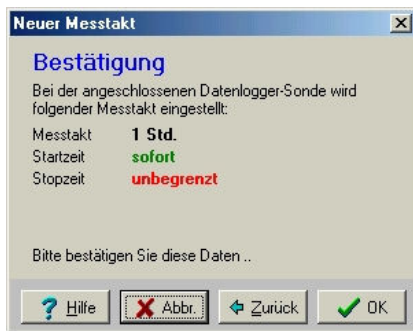 Neuer Messtakt
Bestätigung
Bei der angeschlossenen Datenlogger-Sonde wird
folgender Messtakt eingestellt:
Messtakt 1 Std.
Startzeit sofort
Stopzeit unbegrenzt
Bitte bestätigen Sie diese Daten ..
Hilfe Abbr. Zurück OK